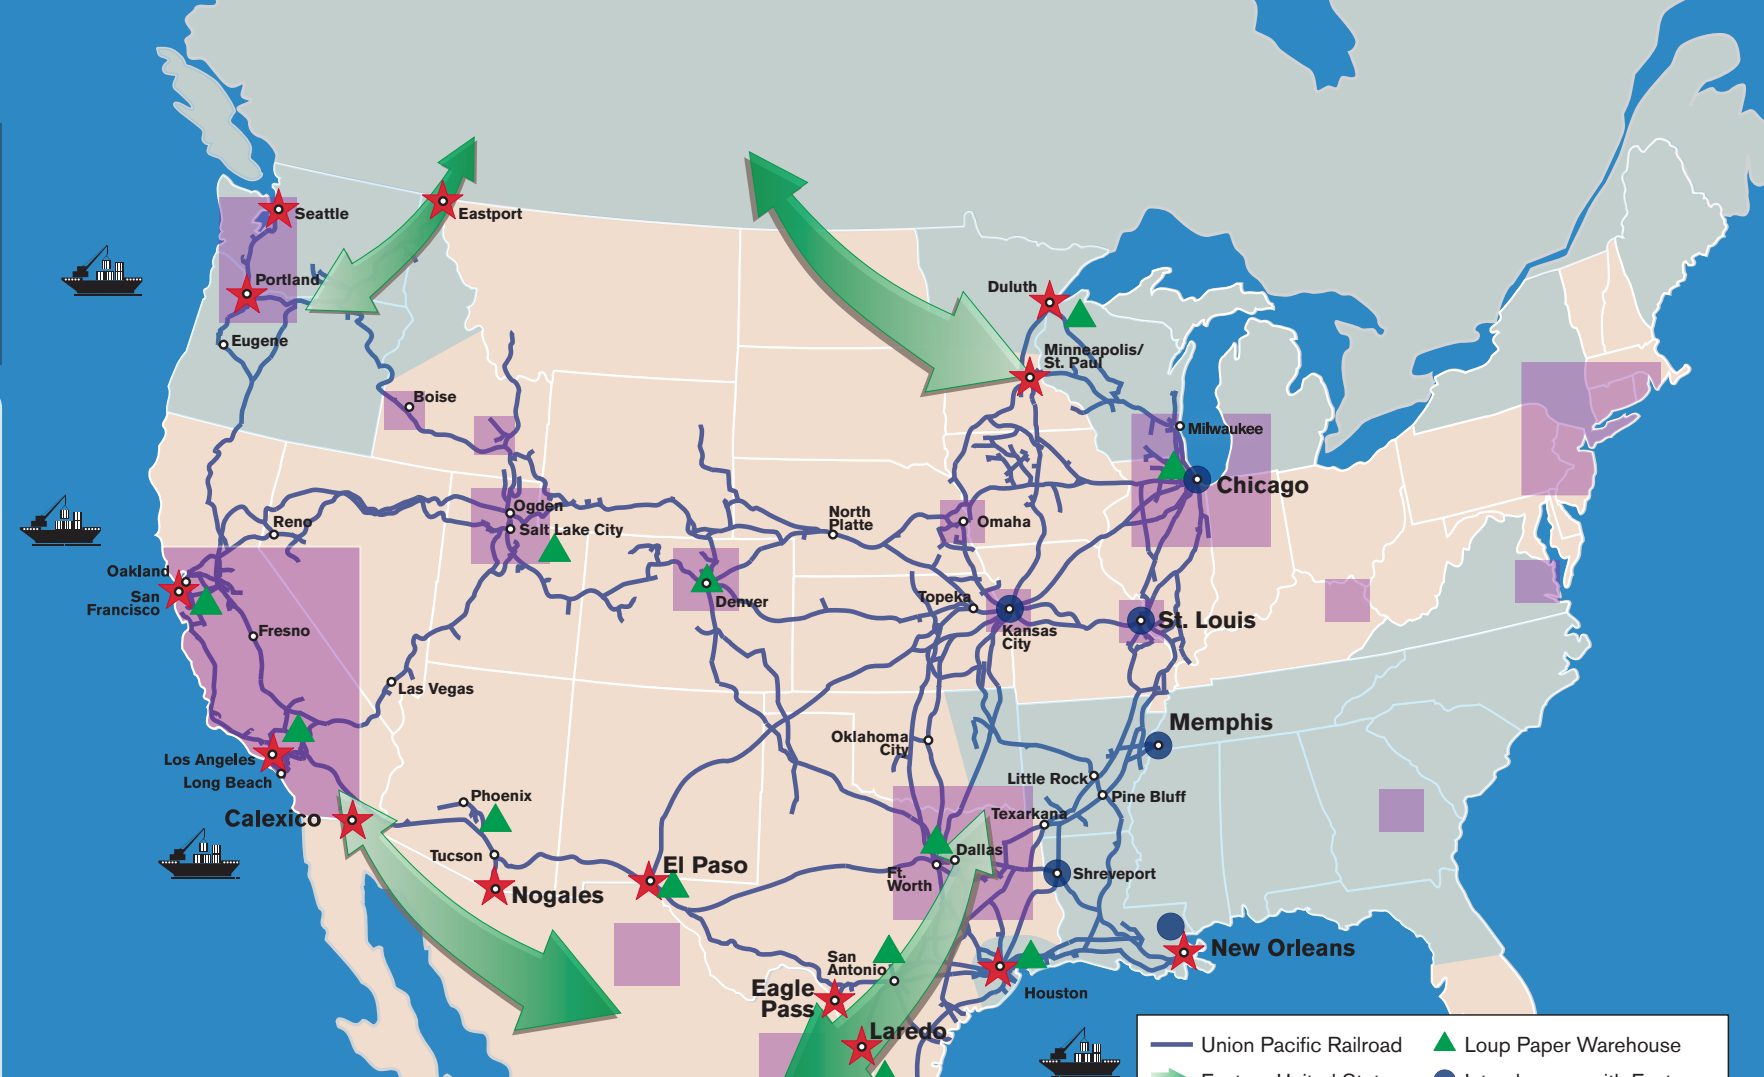 Seattle
Eastport
Portland
Eugene
Duluth
Minneapolis/
St. Paul
Boise
Milwaukee
Chicago
Ogden
Salt Lake City
Reno
North
Platte
Omaha
Oakland
San
Francisco
Denver
Topeka
Kansas
City
St. Louis
Fresno
Las Vegas
Memphis
Oklahoma
City
Los Angeles
Long Beach
Little Rock
Pine Bluff
Phoenix
Calexico
Texarkana
Tucson
Dallas
El Paso
Ft.
Worth
Shreveport
Nogales
New Orleans
San
Antonio
Eagle
Pass
Houston
Laredo
Union Pacific Railroad
Loup Paper Warehouse